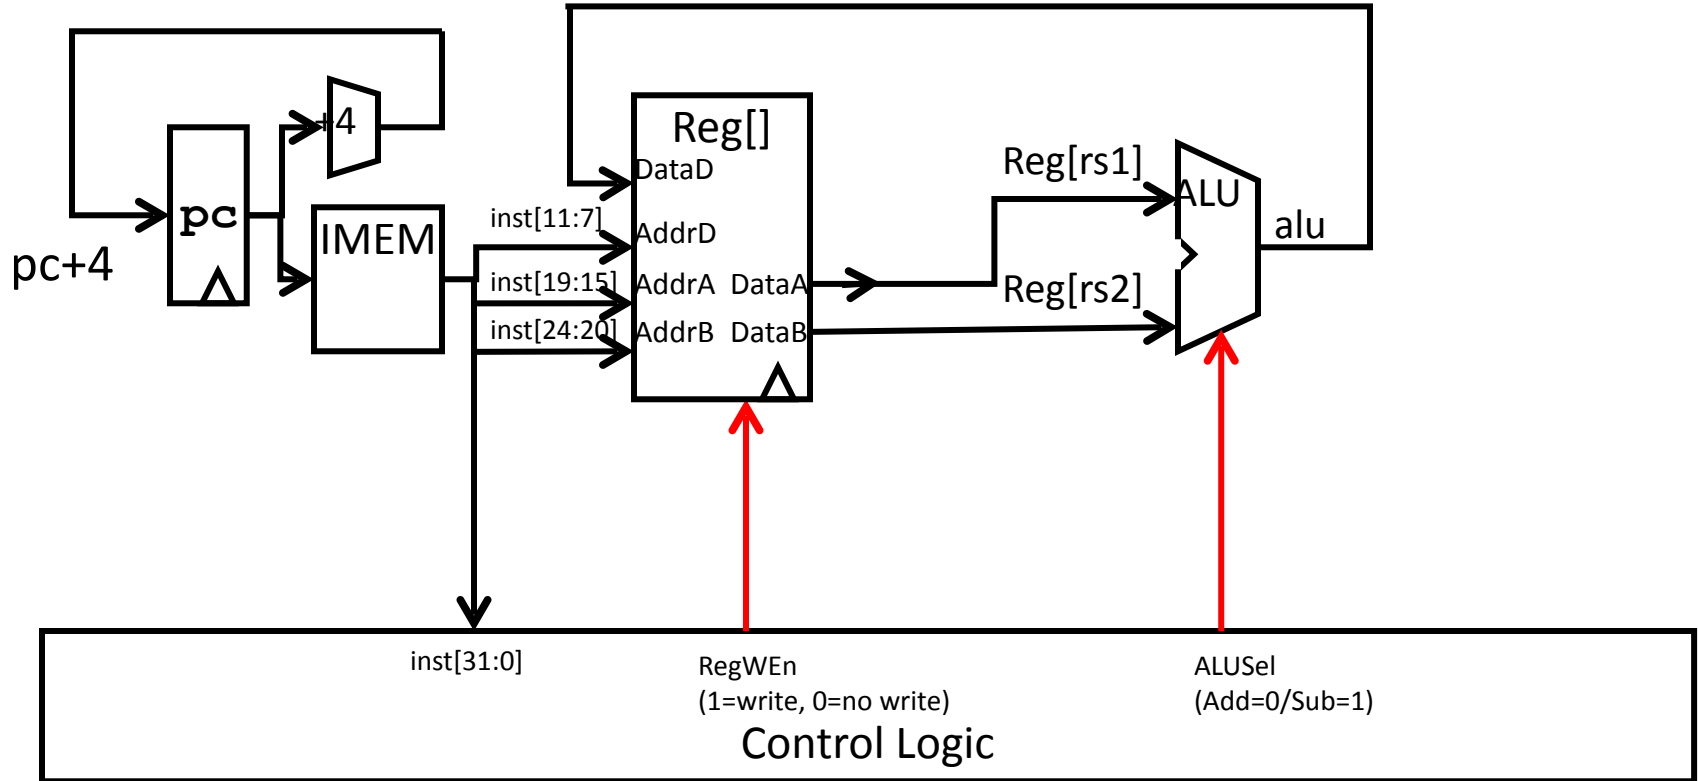 +4
Reg[]
DataD
Reg[rs1]
ALU
pc
inst[11:7]
alu
IMEM
AddrD
pc+4
inst[19:15]
AddrA
DataA
Reg[rs2]
inst[24:20]
AddrB
DataB
inst[31:0]
RegWEn
(1=write, 0=no write)
ALUSel
(Add=0/Sub=1)
Control Logic